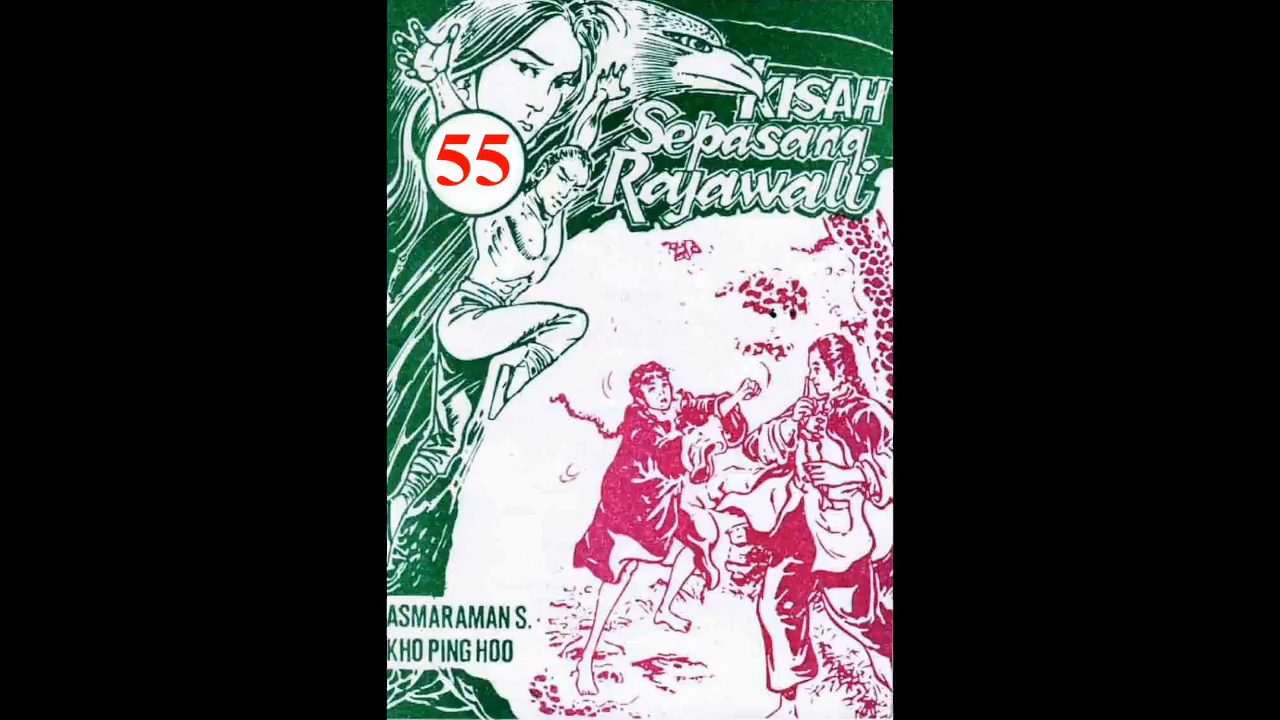 KISAH
Sepasang
Rajawali
55
ASMARAMAN S.
KHO PING HOO